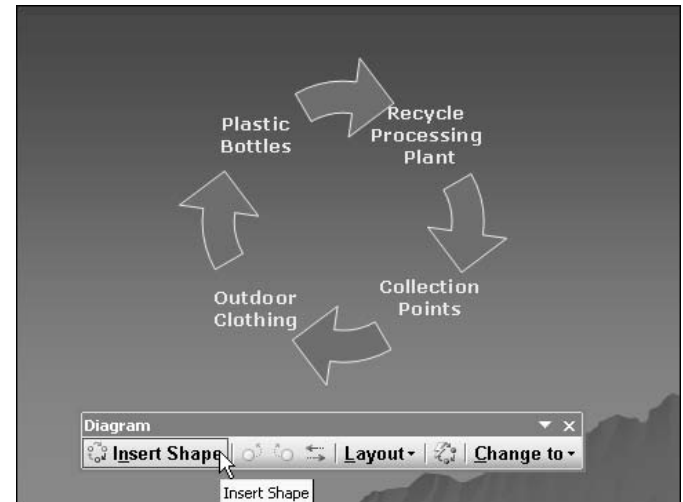 Plastic
Bottles
Recycle
Processing
Plant
Collection
Points
Outdoor
Clothing
Diagram
Insert Shape
Layout
Change to
Insert Shape